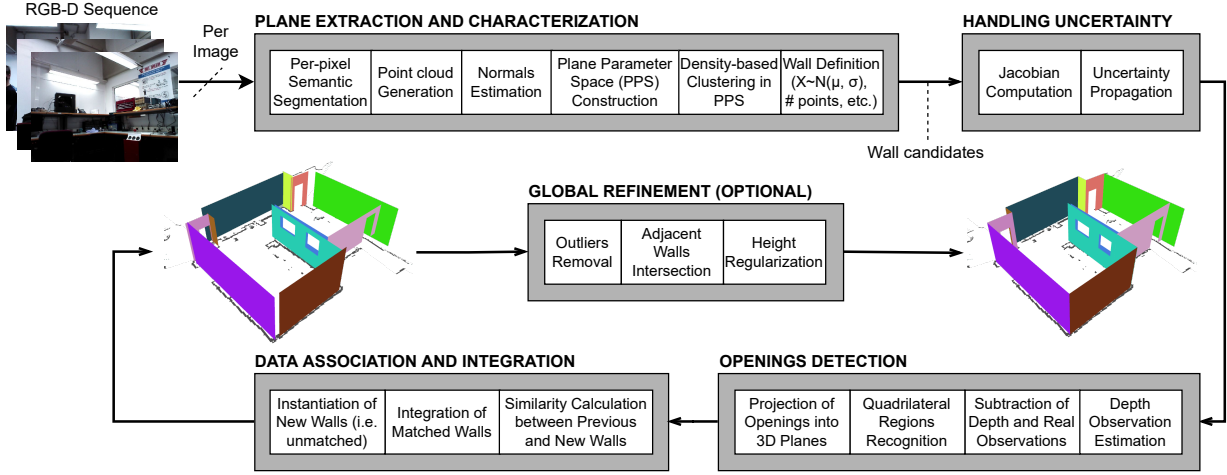 RGB-D Sequence
Per
Image
PLANE EXTRACTION AND CHARACTERIZATION
Per-pixel
Semantic
Segmentation
Point cloud
Generation
Normals
Estimation
Plane Parameter
Space (PPS)
Construction
Density-based
Clustering in
PPS
Wall Definition
(X~N(μ, σ),
# points, etc.)
Wall candidates
HANDLING UNCERTAINTY
Jacobian
Computation
Uncertainty
Propagation
GLOBAL REFINEMENT (OPTIONAL)
Outliers
Removal
Adjacent
Walls
Intersection
Height
Regularization
DATA ASSOCIATION AND INTEGRATION
Instantiation of
New Walls (i.e.
unmatched)
Integration of
Matched Walls
Similarity Calculation
between Previous
and New Walls
OPENINGS DETECTION
Projection of
Openings into
3D Planes
Quadrilateral
Regions
Recognition
Subtraction of
Depth and Real
Observations
Depth
Observation
Estimation